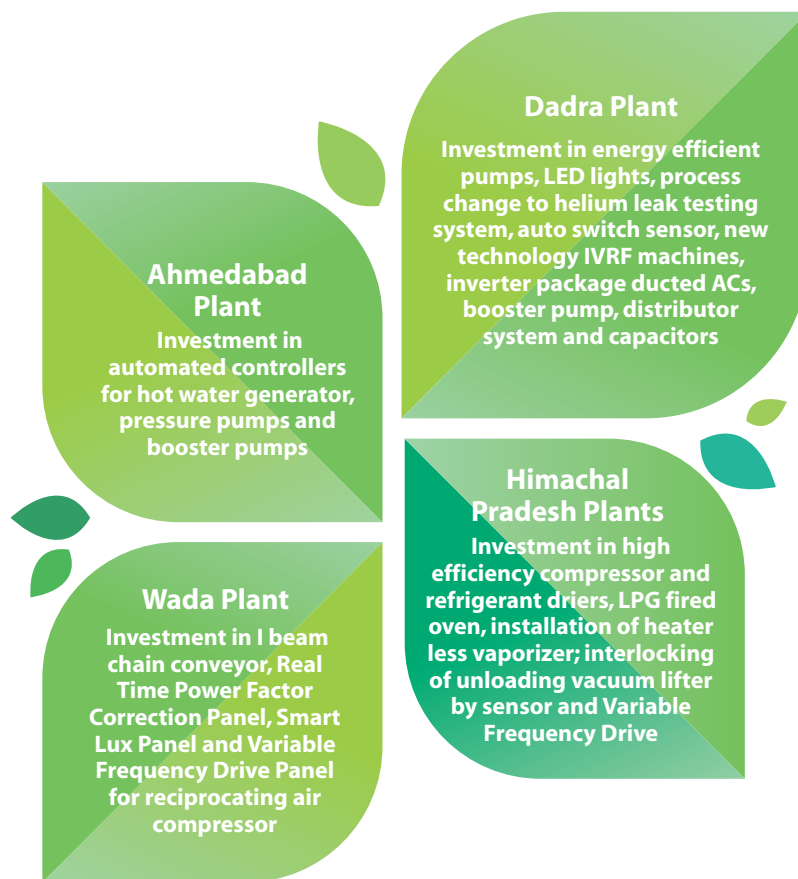 Dadra Plant
Investment in energy efficient
pumps, LED lights, process
change to helium leak testing
system, auto switch sensor, new
technology IVRF machines,
inverter package ducted ACs,
booster pump, distributor
system and capacitors
Ahmedabad
Plant
Investment in
automated controllers
for hot water generator,
pressure pumps and
booster pumps
Himachal
Pradesh Plants
Investment in high
efficiency compressor and
refrigerant driers, LPG fired
oven, installation of heater
less vaporizer; interlocking
of unloading vacuum lifter
by sensor and Variable
Frequency Drive
Wada Plant
Investment in I beam
chain conveyor, Real
Time Power Factor
Correction Panel, Smart
Lux Panel and Variable
Frequency Drive Panel
for reciprocating air
compressor